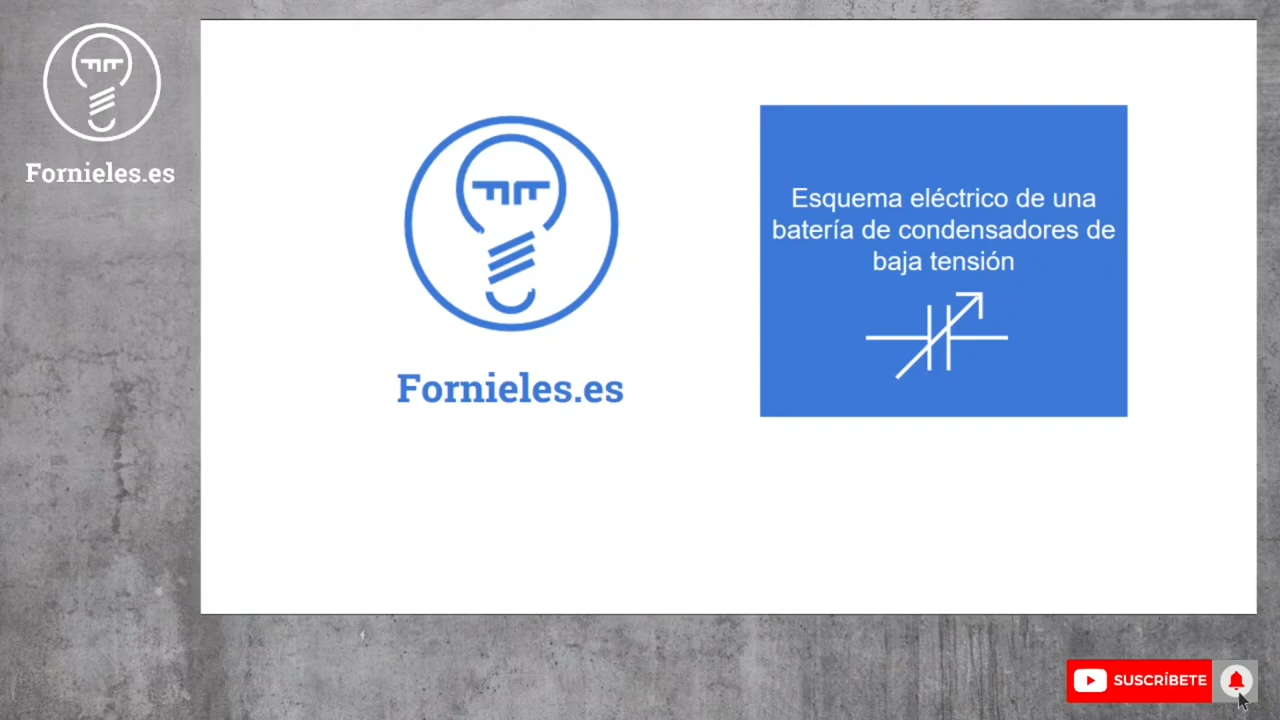 Fornieles.es
Fornieles.es
Esquema eléctrico de una
batería de condensadores de
baja tensión
SUSCRÍBETE